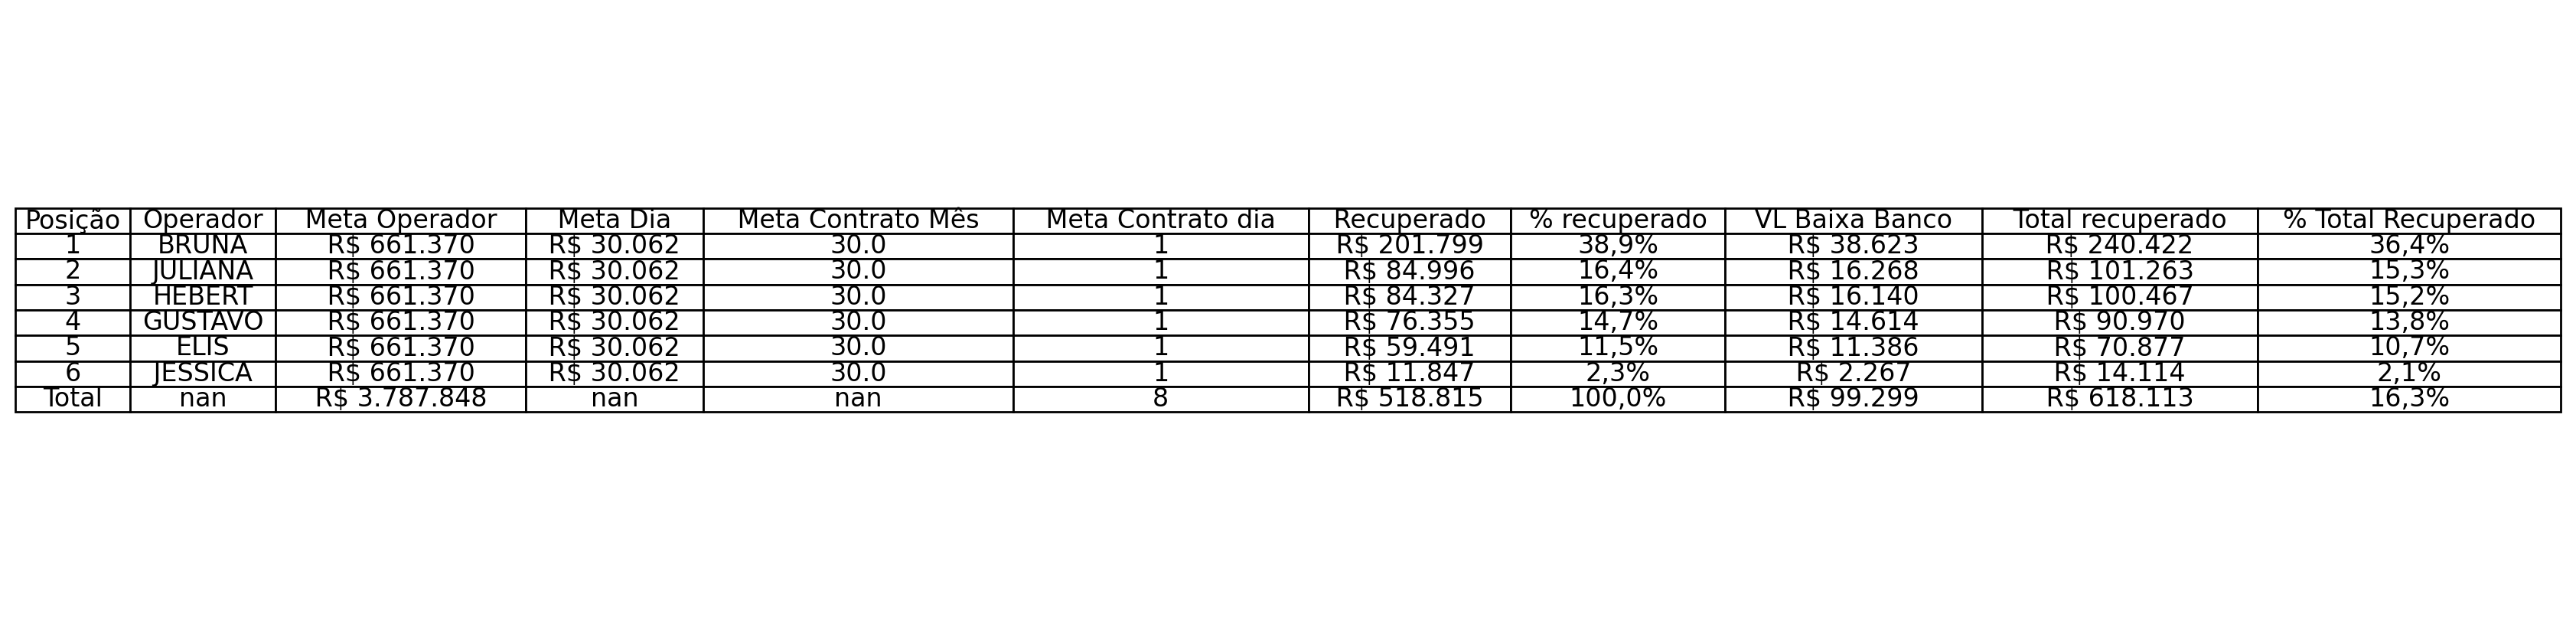 Posição Operador Meta Operador Meta Dia Meta Contrato Mês Meta Contrato dia Recuperado % recuperado VL Baixa Banco Total recuperado % Total Recuperado
1 BRUNA R$ 661.370 R$ 30.062 30.0 1 R$ 201.799 38,9% R$ 38.623 R$ 240.422 36,4%
2 JULIANA R$ 661.370 R$ 30.062 30.0 1 R$ 84.996 16,4% R$ 16.268 R$ 101.263 15,3%
3 HEBERT R$ 661.370 R$ 30.062 30.0 1 R$ 84.327 16,3% R$ 16.140 R$ 100.467 15,2%
4 GUSTAVO R$ 661.370 R$ 30.062 30.0 1 R$ 76.355 14,7% R$ 14.614 R$ 90.970 13,8%
5 ELIS R$ 661.370 R$ 30.062 30.0 1 R$ 59.491 11,5% R$ 11.386 R$ 70.877 10,7%
6 JESSICA R$ 661.370 R$ 30.062 30.0 1 R$ 11.847 2,3% R$ 2.267 R$ 14.114 2,1%
Total nan R$ 3.787.848 nan nan 8 R$ 518.815 100,0% R$ 99.299 R$ 618.113 16,3%